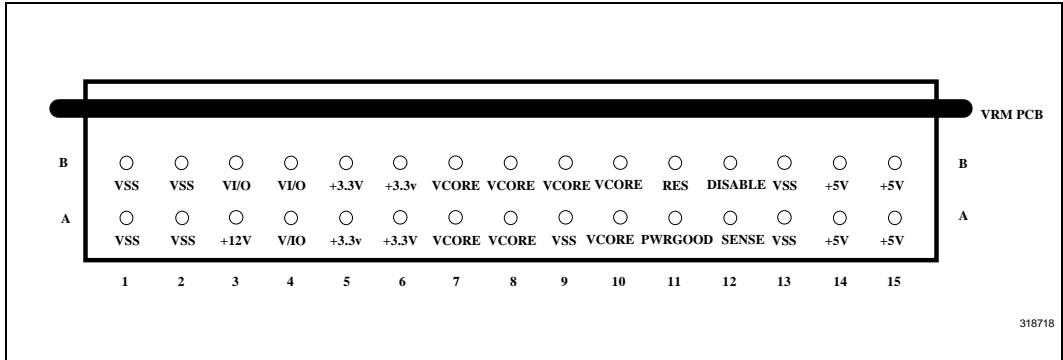 VRM PCB
B B
VSS VSS VI/O VI/O +3.3V +3.3v VCORE VCORE VCORE VCORE RES DISABLE VSS +5V +5V
A A
VSS VSS +12V V/IO +3.3v +3.3V VCORE VCORE VSS VCORE PWRGOOD SENSE VSS +5V +5V
1 2 3 4 5 6 7 8 9 10 11 12 13 14 15
318718